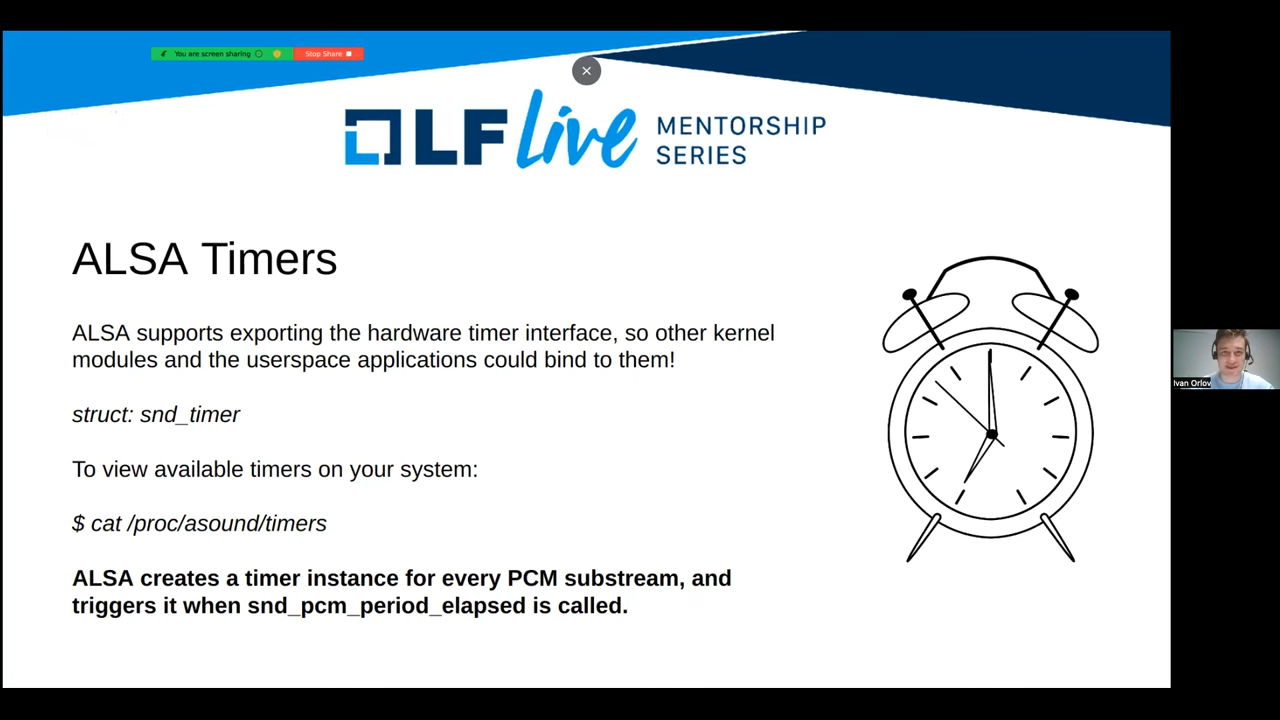 You are screen sharing
Stop Share
LF Live MENTORSHIP
SERIES
ALSA Timers
ALSA supports exporting the hardware timer interface, so other kernel
modules and the userspace applications could bind to them!
struct: snd_timer
To view available timers on your system:
$ cat /proc/asound/timers
ALSA creates a timer instance for every PCM substream, and
triggers it when snd_pcm_period_elapsed is called.
Ivan Orlov